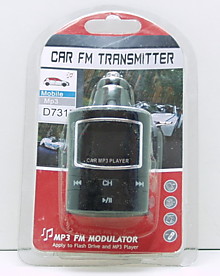 CAR FM TRANSMITTER
Mobile
Mp3
D731
CAR MP3 PLAYER
CH
MP3 FM MODULATOR
Apply to Flash Drive and MP3 Player